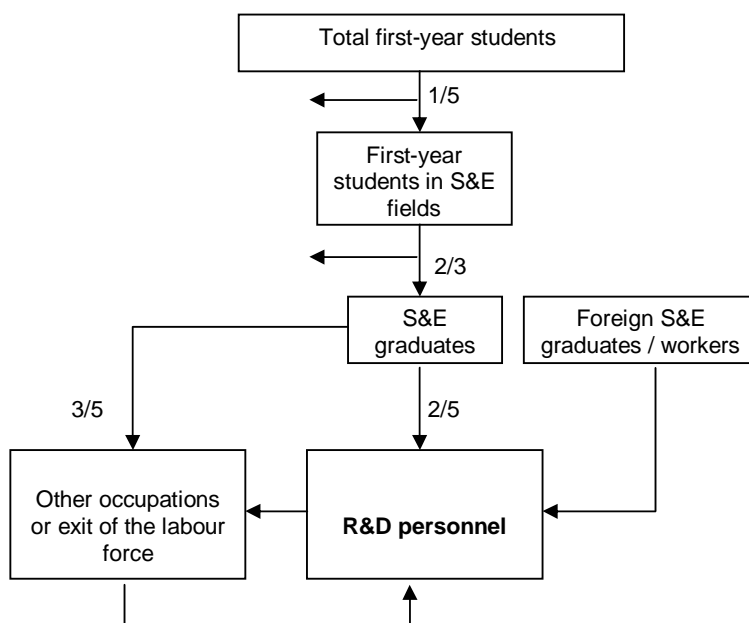 Total first-year students
1/5
First-year
students in S&E
fields
2/3
S&E
graduates
Foreign S&E
graduates / workers
3/5
2/5
Other occupations
or exit of the labour
force
R&D personnel